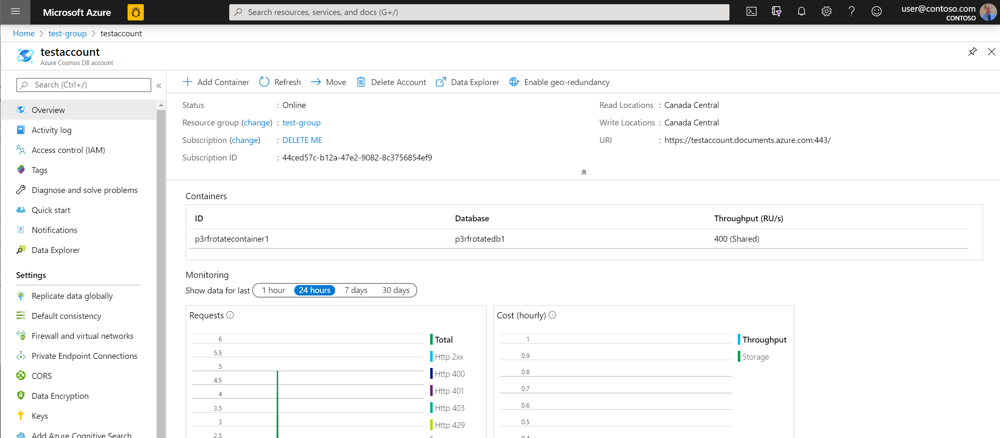 Microsoft Azure
Search resources, services, and docs (G+/)
user@contoso.com
CONTOSO
Home > test-group > testaccount
testaccount
Azure Cosmos DB account
Search (Ctrl+/)
«
Overview
Activity log
Access control (IAM)
Tags
Diagnose and solve problems
Quick start
Notifications
Data Explorer
Settings
Replicate data globally
Default consistency
Firewall and virtual networks
Private Endpoint Connections
CORS
Data Encryption
Keys
Add Azure Cognitive Search
Add Container Refresh Move Delete Account Data Explorer Enable geo-redundancy
Status : Online
Resource group (change) : test-group
Subscription (change) : DELETE ME
Subscription ID : 44ced57c-b12a-47e2-9082-8c3756854ef9
Read Locations : Canada Central
Write Locations : Canada Central
URI : https://testaccount.documents.azure.com:443/
Containers
ID Database Throughput (RU/s)
p3rfrotatecontainer1 p3rfrotatedb1 400 (Shared)
Monitoring
Show data for last 1 hour 24 hours 7 days 30 days
Requests
6
5.5
5
4.5
4
3.5
3
2.5
Total
Http 2xx
Http 400
Http 401
Http 403
Http 429
Cost (hourly)
1
0.9
0.8
0.7
0.6
0.5
0.4
Throughput
Storage